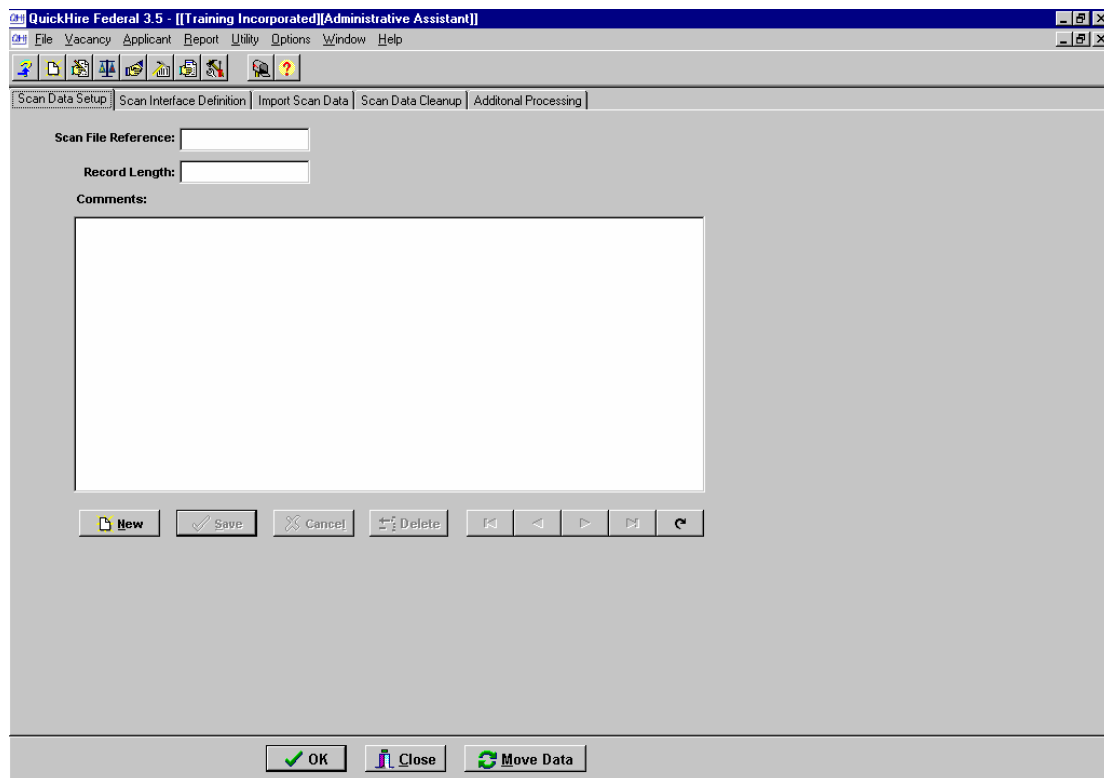 QuickHire Federal 3.5 - [[Training Incorporated][Administrative Assistant]]
File Vacancy Applicant Report Utility Options Window Help
Scan Data Setup Scan Interface Definition Import Scan Data Scan Data Cleanup Additonal Processing
Scan File Reference:
Record Length:
Comments:
New Save Cancel Delete
OK Close Move Data